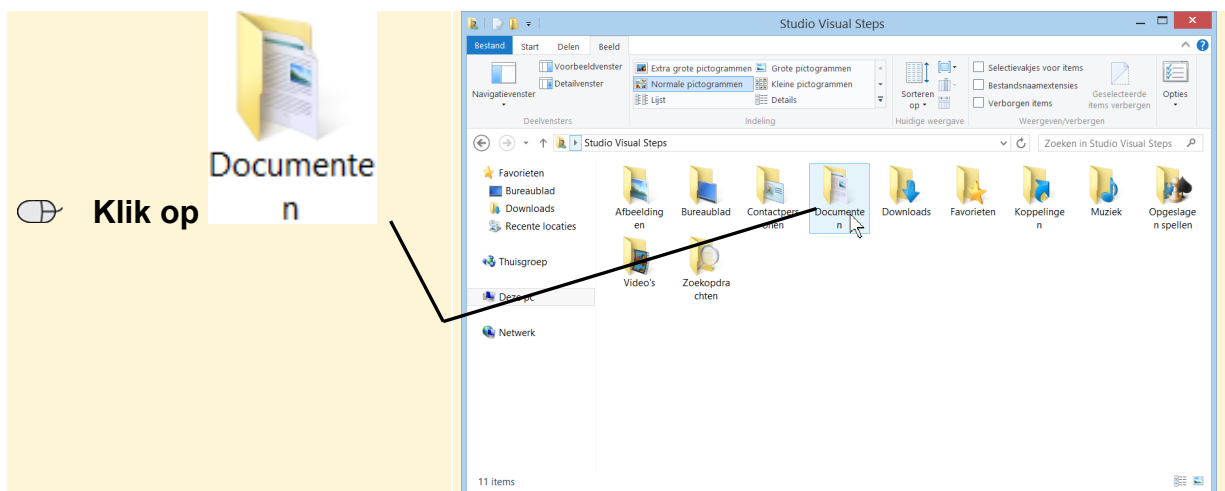 Documente
n
Klik op
Studio Visual Steps
Bestand Start Delen Beeld
Navigatievenster
Voorbeeldvenster
Detailvenster
Deelvensters
Extra grote pictogrammen Grote pictogrammen
Normale pictogrammen Kleine pictogrammen
Lijst Details
Indeling
Sorteren
op
Huidige weergave
Selectievakjes voor items
Bestandsnaamextensies
Verborgen items
Geselecteerde
items verbergen
Weergeven/verbergen
Opties
Studio Visual Steps
Zoeken in Studio Visual Steps
Favorieten
Bureaublad
Downloads
Recente locaties
Thuisgroep
Deze pc
Netwerk
Afbeelding
en
Bureaublad
Contactpers
onen
Documente
n
Downloads
Favorieten
Koppelinge
n
Muziek
Opgeslage
n spellen
Video's
Zoekopdra
chten
11 items